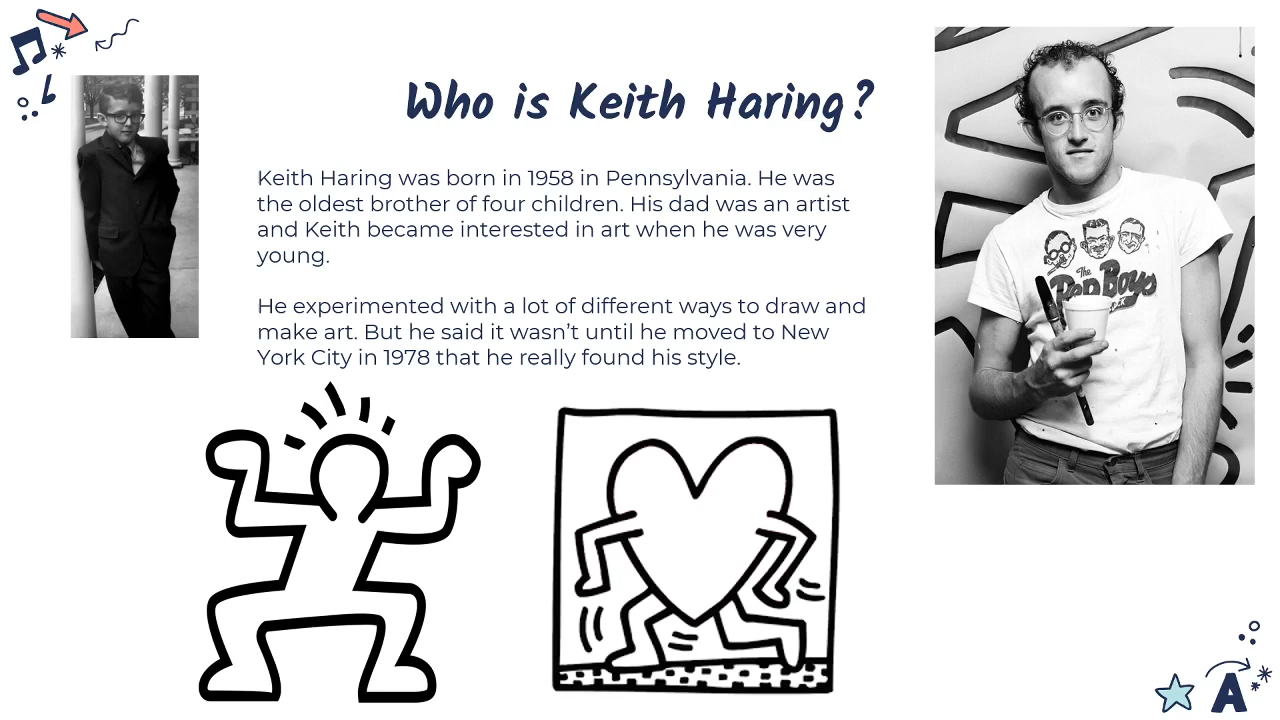 Who is Keith Haring?
Keith Haring was born in 1958 in Pennsylvania. He was
the oldest brother of four children. His dad was an artist
and Keith became interested in art when he was very
young.
He experimented with a lot of different ways to draw and
make art. But he said it wasn’t until he moved to New
York City in 1978 that he really found his style.
The
Pep Boys
A